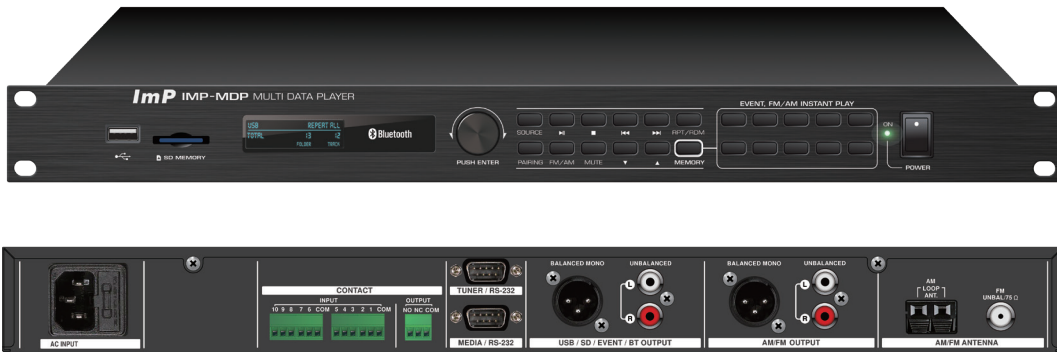 ImP IMP-MDP MULTI DATA PLAYER
EVENT, FM/AM INSTANT PLAY
USB REPEAT ALL
TOTAL 13 12
FOLDER TRACK
Bluetooth
ON
SOURCE RPT/RDM
SD MEMORY
PUSH ENTER
PAIRING FM/AM MUTE MEMORY
POWER
BALANCED MONO UNBALANCED
BALANCED MONO UNBALANCED
L
R
L
R
AM
LOOP
ANT.
FM
UNBAL/75 Ω
CONTACT
TUNER / RS-232
INPUT
OUTPUT
10 9 8 7 6 COM 5 4 3 2 1 COM
NO NC COM
AC INPUT
MEDIA / RS-232
USB / SD / EVENT / BT OUTPUT
AM/FM OUTPUT
AM/FM ANTENNA